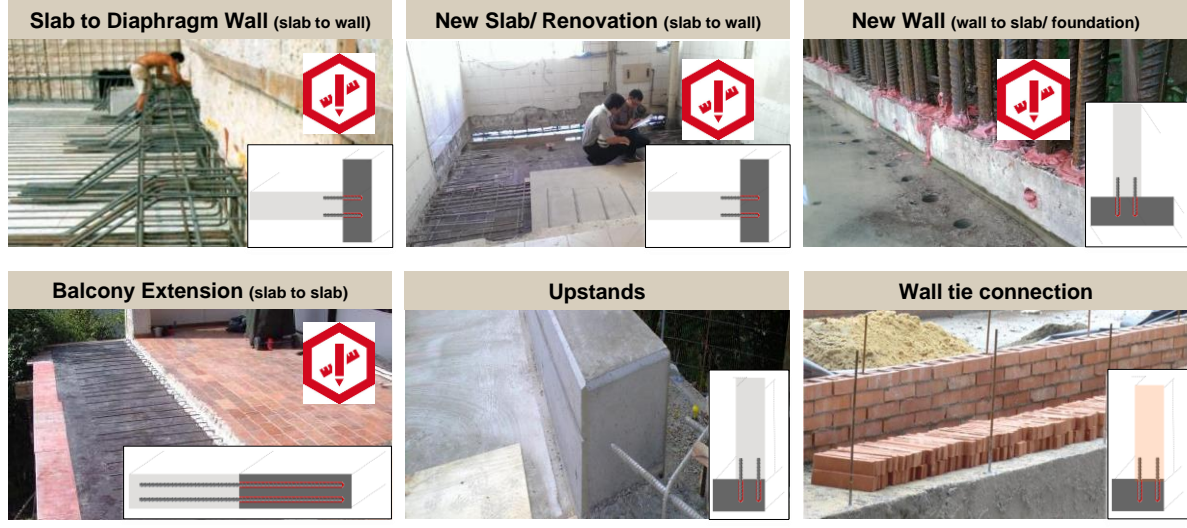 Slab to Diaphragm Wall (slab to wall)
New Slab/ Renovation (slab to wall)
New Wall (wall to slab/ foundation)
Balcony Extension (slab to slab)
Upstands
Wall tie connection